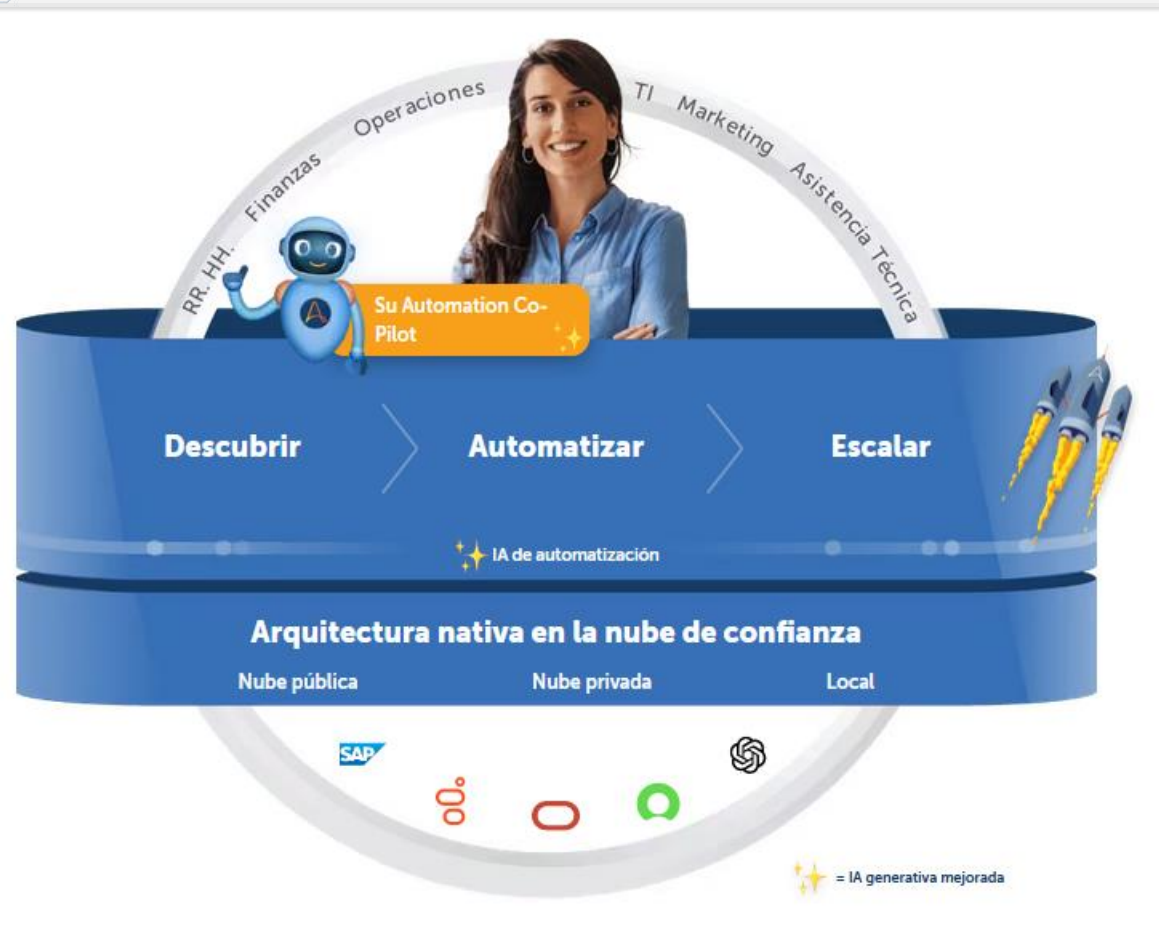 RR. HH. Finanzas Operaciones TI Marketing Asistencia Técnica
Su Automation Co-
Pilot
Descubrir Automatizar Escalar
IA de automatización
Arquitectura nativa en la nube de confianza
Nube pública Nube privada Local
SAP
= IA generativa mejorada